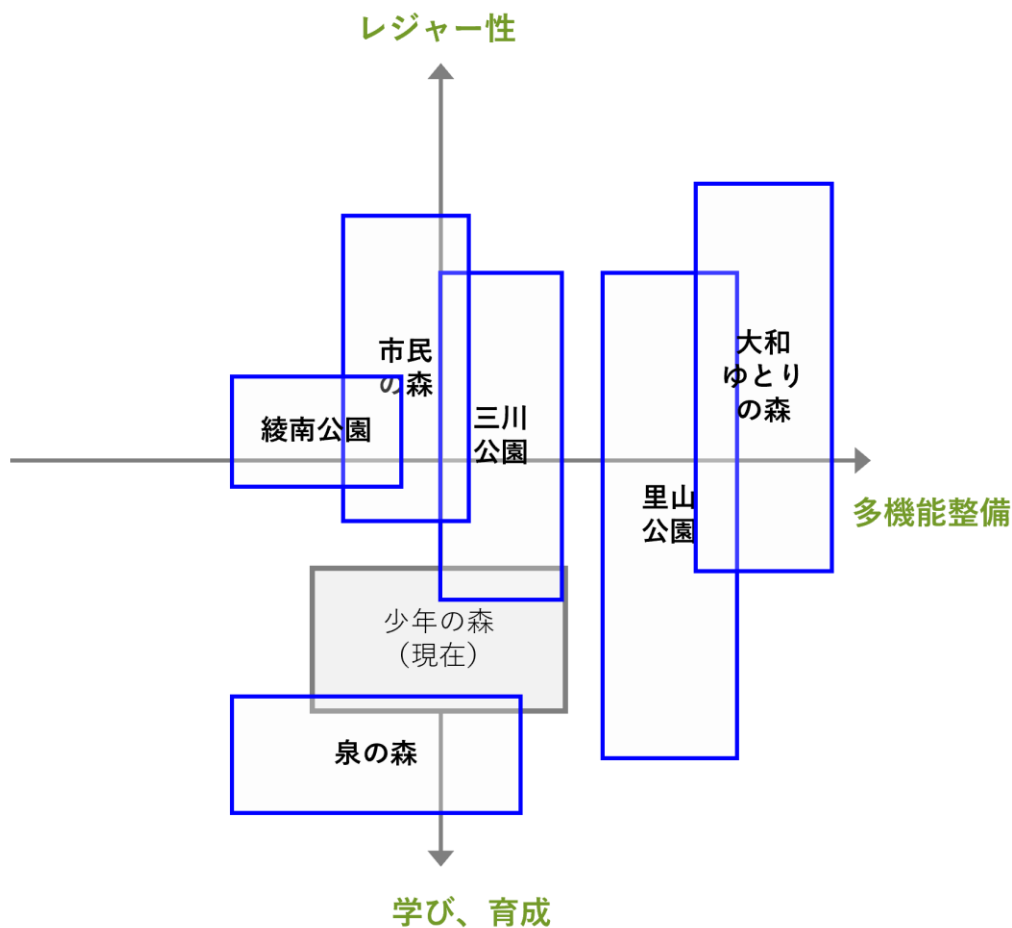 レジャー性
市民
の森
大和
ゆとり
の森
綾南公園
三川
公園
里山
公園
多機能整備
少年の森
（現在）
泉の森
学び、育成